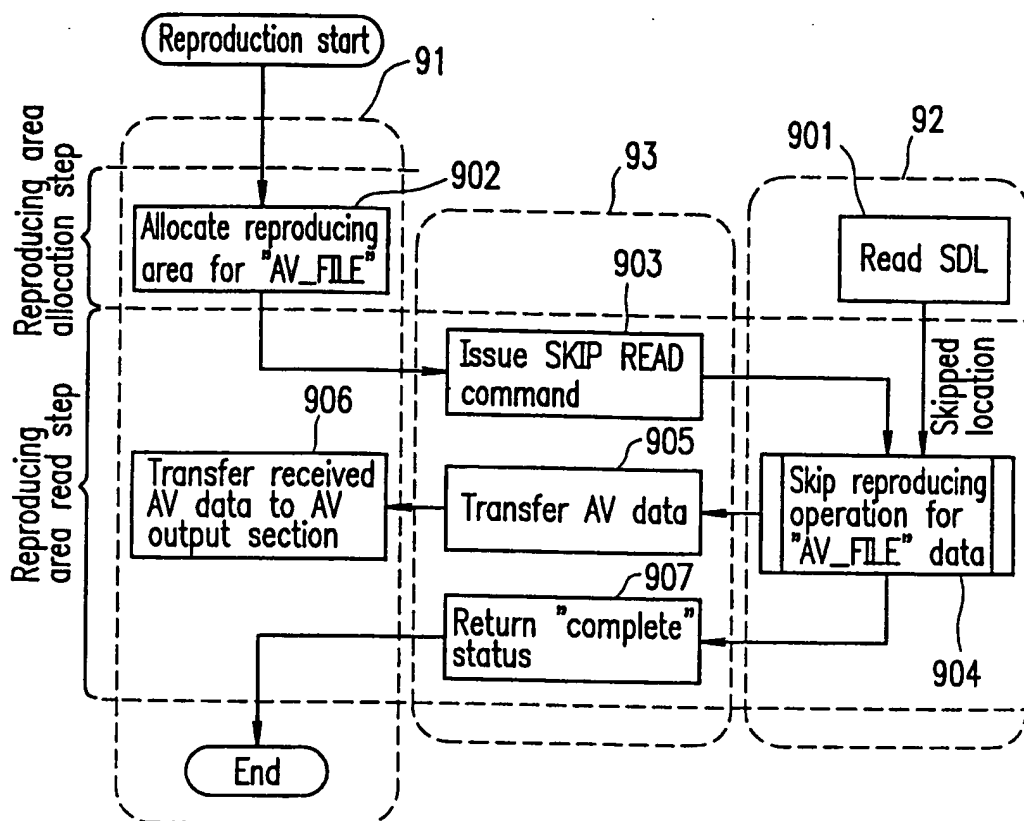 Reproduction start
91
92
93
901
902
903
Reproducing area
allocation step
Allocate reproducing
area for "AV_FILE"
Read SDL
Issue SKIP READ
command
Skipped
location
906
905
Reproducing
area read step
Transfer received
AV data to AV
output section
Transfer AV data
Skip reproducing
operation for
"AV_FILE" data
907
Return "complete"
status
904
End